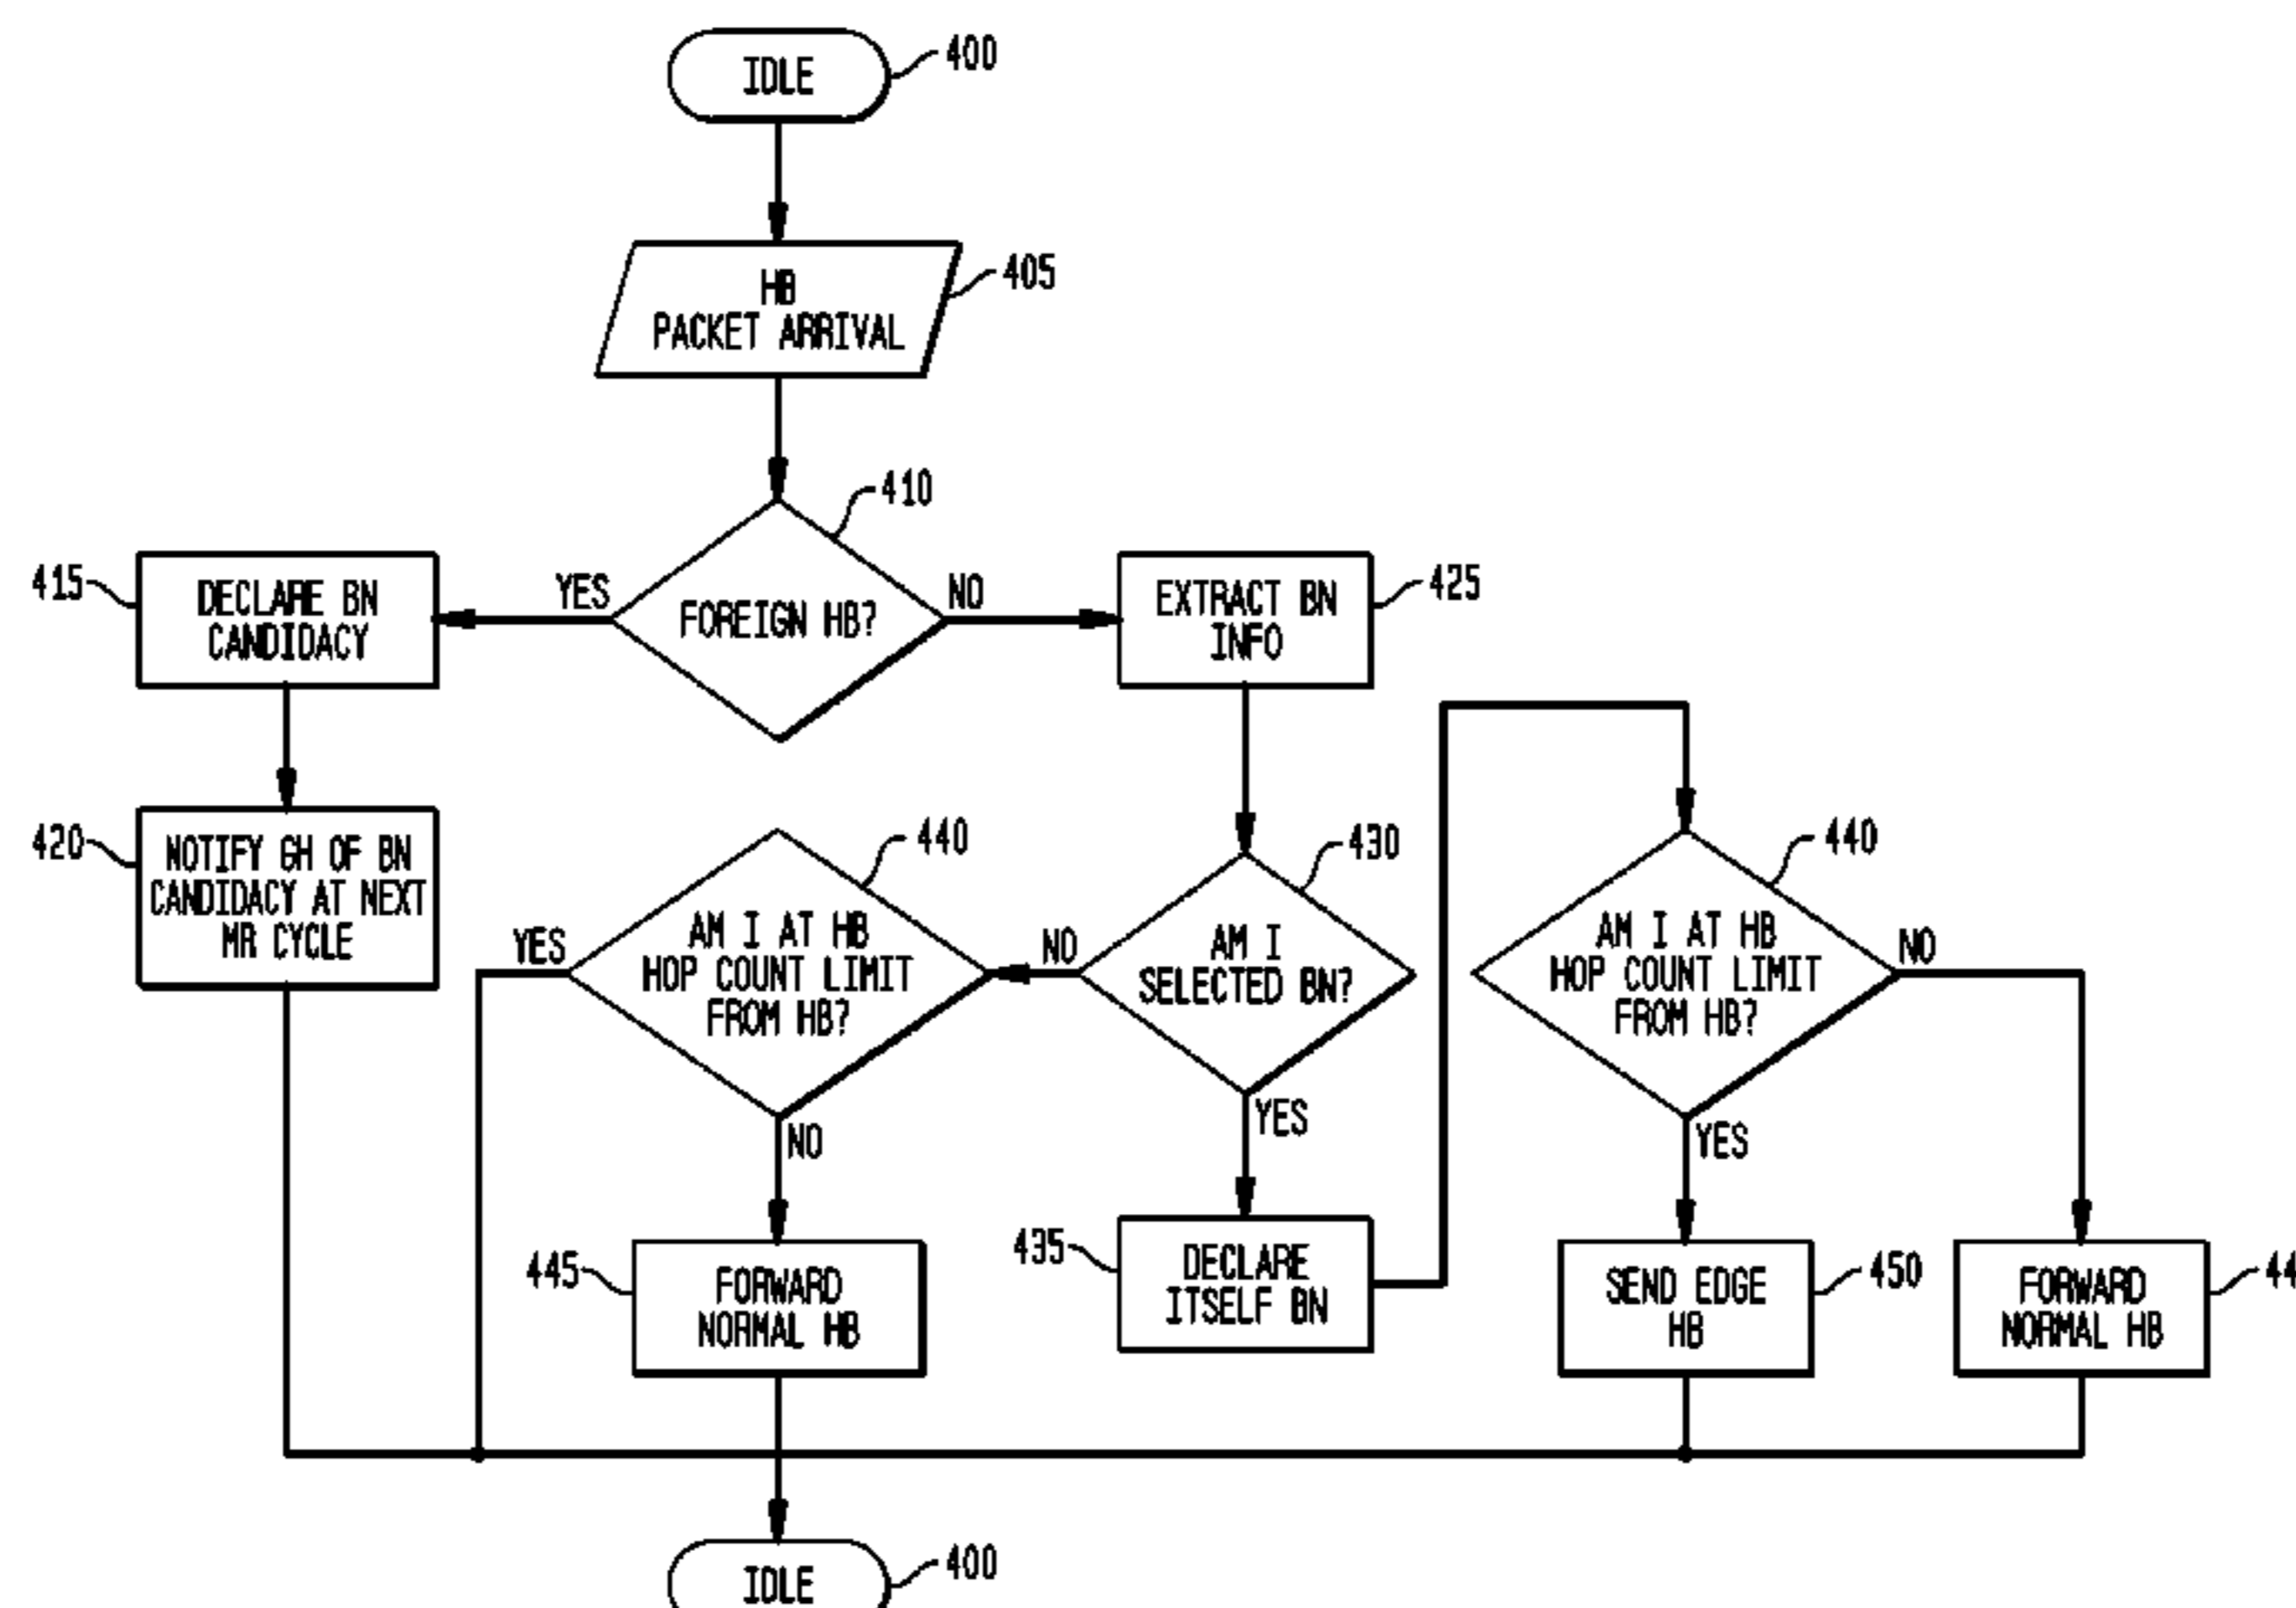 IDLE
400
HB
PACKET ARRIVAL
405
410
FOREIGN HB?
YES
NO
415
DECLARE BN
CANDIDACY
EXTRACT BN
INFO
425
420
NOTIFY GH OF BN
CANDIDACY AT NEXT
MR CYCLE
440
AM I AT HB
HOP COUNT LIMIT
FROM HB?
YES
NO
NO
430
AM I
SELECTED BN?
YES
440
AM I AT HB
HOP COUNT LIMIT
FROM HB?
NO
YES
445
FORWARD
NORMAL HB
435
DECLARE
ITSELF BN
SEND EDGE
HB
450
FORWARD
NORMAL HB
IDLE
400